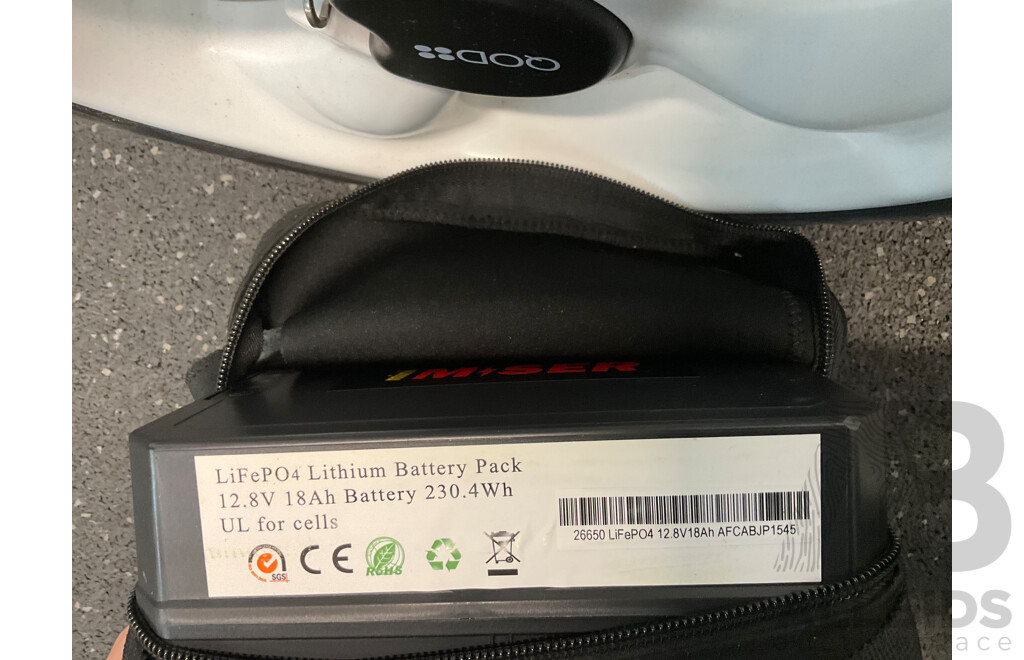 QOD
1MISER
LiFePO4 Lithium Battery Pack
12.8V 18Ah Battery 230.4Wh
UL for cells
SGS
CE
RoHS
26650 LiFePO4 12.8V18Ah AFCABJP1545